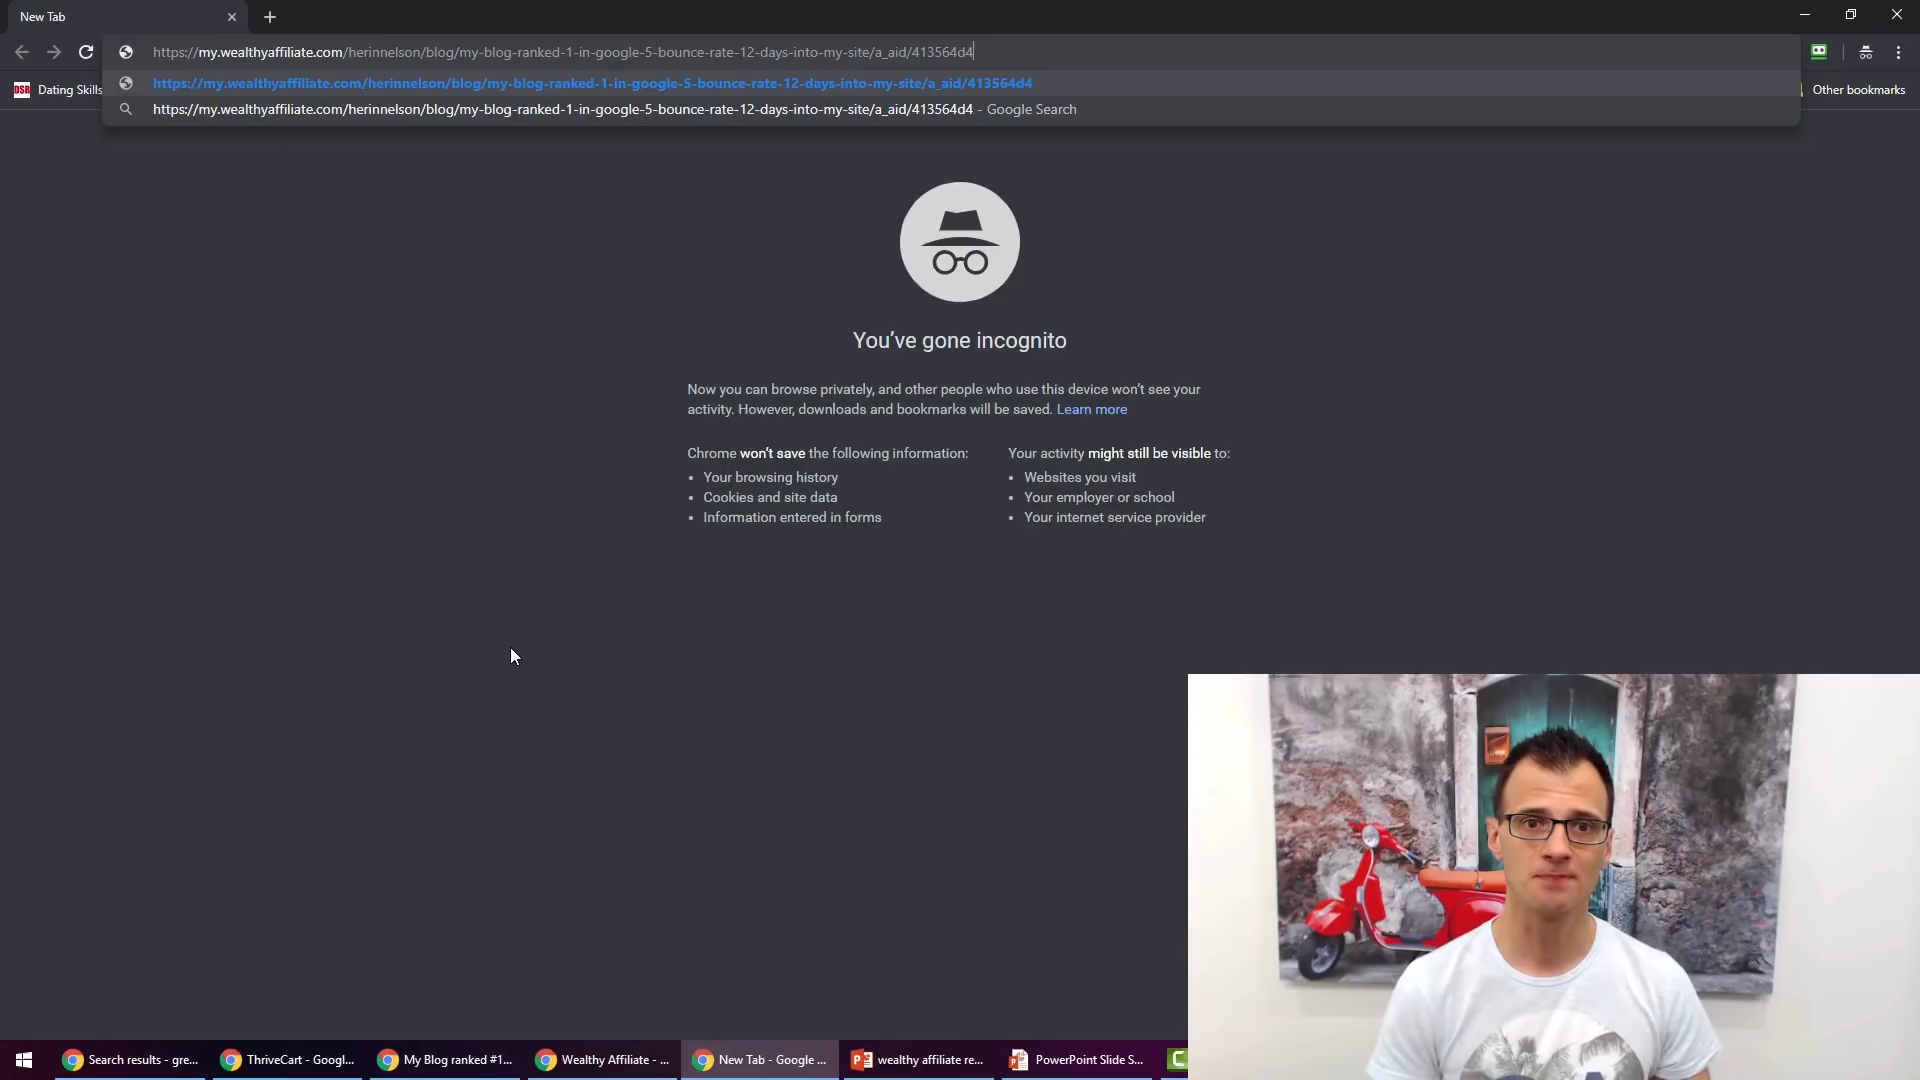 New Tab
https://my.wealthyaffiliate.com/herinnelson/blog/my-blog-ranked-1-in-google-5-bounce-rate-12-days-into-my-site/a_aid/413564d4
https://my.wealthyaffiliate.com/herinnelson/blog/my-blog-ranked-1-in-google-5-bounce-rate-12-days-into-my-site/a_aid/413564d4
https://my.wealthyaffiliate.com/herinnelson/blog/my-blog-ranked-1-in-google-5-bounce-rate-12-days-into-my-site/a_aid/413564d4 - Google Search
DSR Dating Skills
Other bookmarks
You've gone incognito
Now you can browse privately, and other people who use this device won't see your
activity. However, downloads and bookmarks will be saved. Learn more
Chrome won't save the following information:
• Your browsing history
• Cookies and site data
• Information entered in forms
Your activity might still be visible to:
• Websites you visit
• Your employer or school
• Your internet service provider
Search results - gre...
ThriveCart - Googl...
My Blog ranked #1...
Wealthy Affiliate - ...
New Tab - Google ...
wealthy affiliate re...
PowerPoint Slide S...